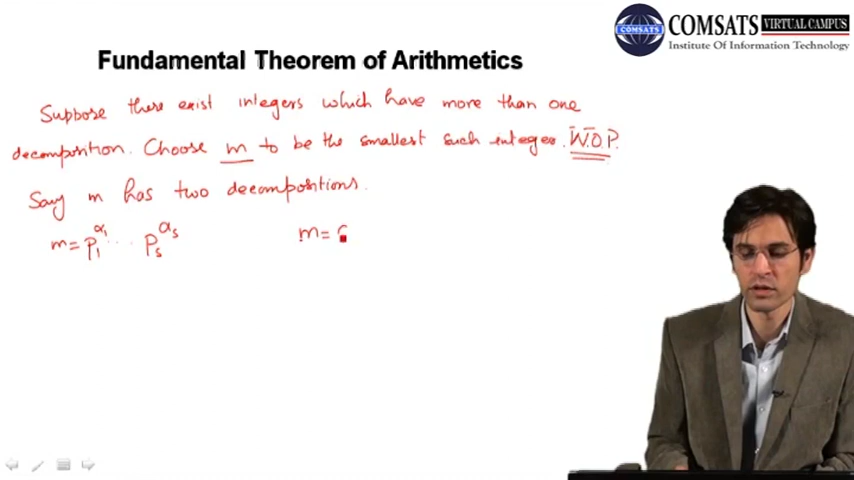 COMSATS VIRTUAL CAMPUS
COMSATS
Institute Of Information Technology
Fundamental Theorem of Arithmetics
Suppose there exist integers which have more than one
decomposition. Choose m to be the smallest such integer. W.O.P.
Say m has two decompositions.
m = p₁^α₁ ... pₛ^αₛ m =